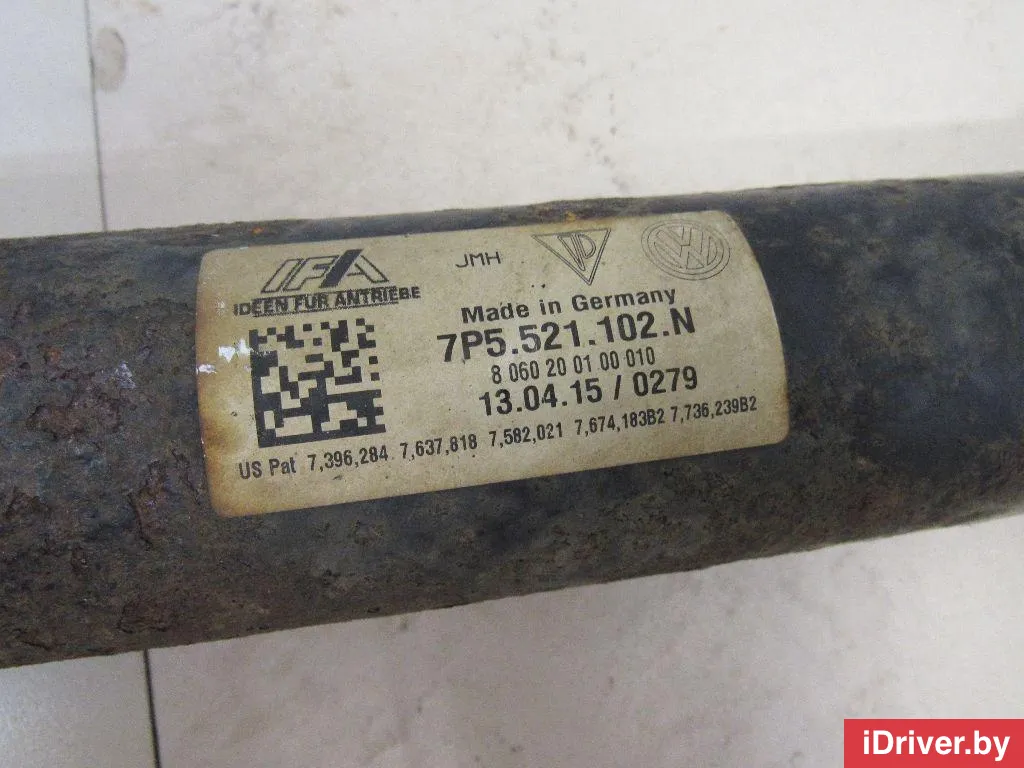 IFA
IDEEN FÜR ANTRIEBE
JMH
VW
Made in Germany
7P5.521.102.N
8 060 20 01 00 010
13.04.15 / 0279
US Pat 7,396,284 7,637,818 7,582,021 7,674,183B2 7,736,239B2
iDriver.by